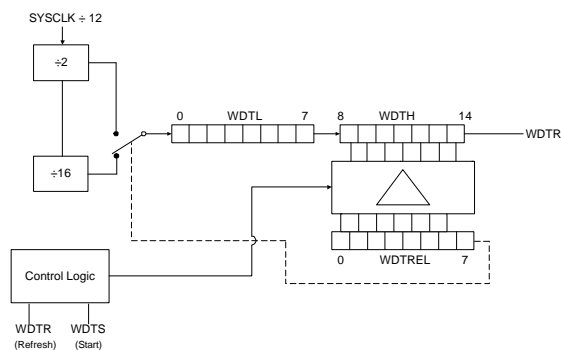 SYSCLK ÷ 12
÷2
0 WDTL 7 8 WDTH 14
WDTR
÷16
0 WDTREL 7
Control Logic
WDTR WDTS
(Refresh) (Start)